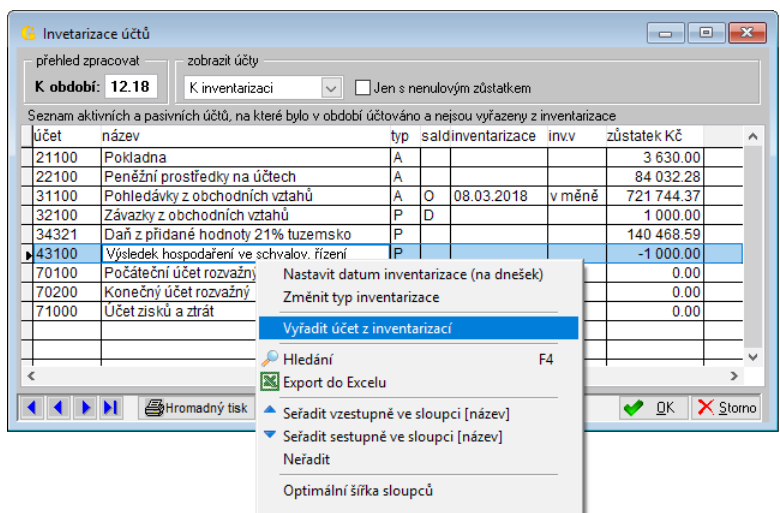 Invetarizace účtů
přehled zpracovat
zobrazit účty
K období: 12.18
K inventarizaci
Jen s nenulovým zůstatkem
Seznam aktivních a pasivních účtů, na které bylo v období účtováno a nejsou vyřazeny z inventarizace
účet název typ sald inventarizace inv.v zůstatek Kč
21100 Pokladna A 3 630.00
22100 Peněžní prostředky na účtech A 84 032.28
31100 Pohledávky z obchodních vztahů A O 08.03.2018 v měně 721 744.37
32100 Závazky z obchodních vztahů P D 1 000.00
34321 Daň z přidané hodnoty 21% tuzemsko P 140 468.59
43100 Výsledek hospodaření ve schvalov. řízení P -1 000.00
70100 Počáteční účet rozvažný 0.00
70200 Konečný účet rozvažný 0.00
71000 Účet zisků a ztrát 0.00
Nastavit datum inventarizace (na dnešek)
Změnit typ inventarizace
Vyřadit účet z inventarizací
Hledání F4
Export do Excelu
Seřadit vzestupně ve sloupci [název]
Seřadit sestupně ve sloupci [název]
Neřadit
Optimální šířka sloupců
Hromadný tisk
OK
Storno